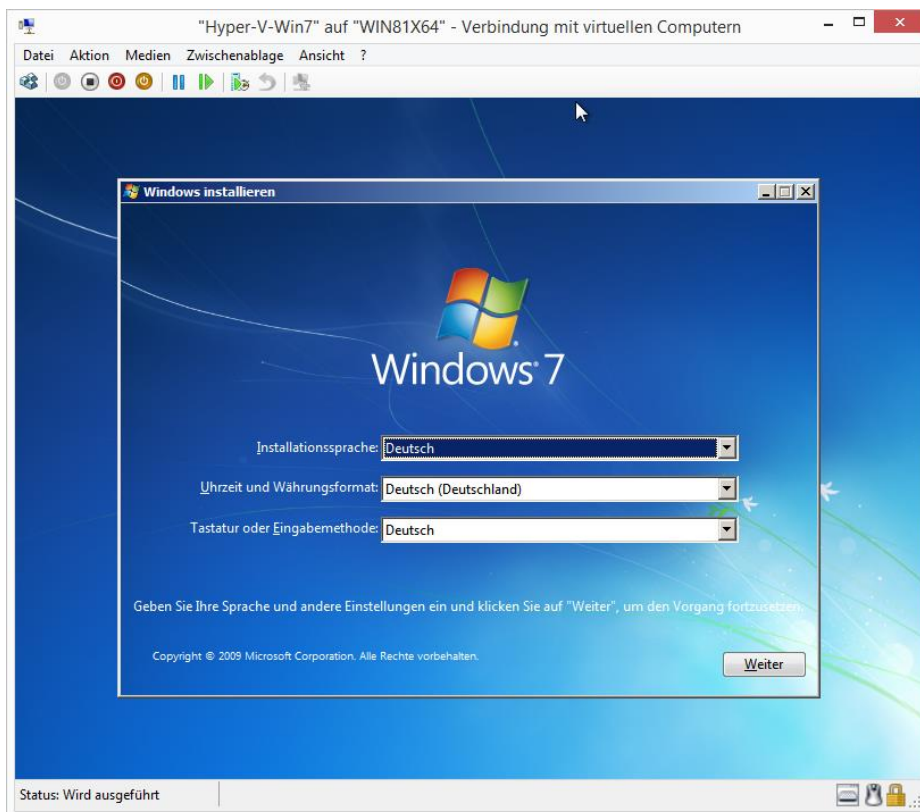 "Hyper-V-Win7" auf "WIN81X64" - Verbindung mit virtuellen Computern
Datei Aktion Medien Zwischenablage Ansicht ?
Windows installieren
Windows 7
Installationssprache: Deutsch
Uhrzeit und Währungsformat: Deutsch (Deutschland)
Tastatur oder Eingabemethode: Deutsch
Geben Sie Ihre Sprache und andere Einstellungen ein und klicken Sie auf "Weiter", um den Vorgang fortzusetzen.
Copyright © 2009 Microsoft Corporation. Alle Rechte vorbehalten.
Weiter
Status: Wird ausgeführt